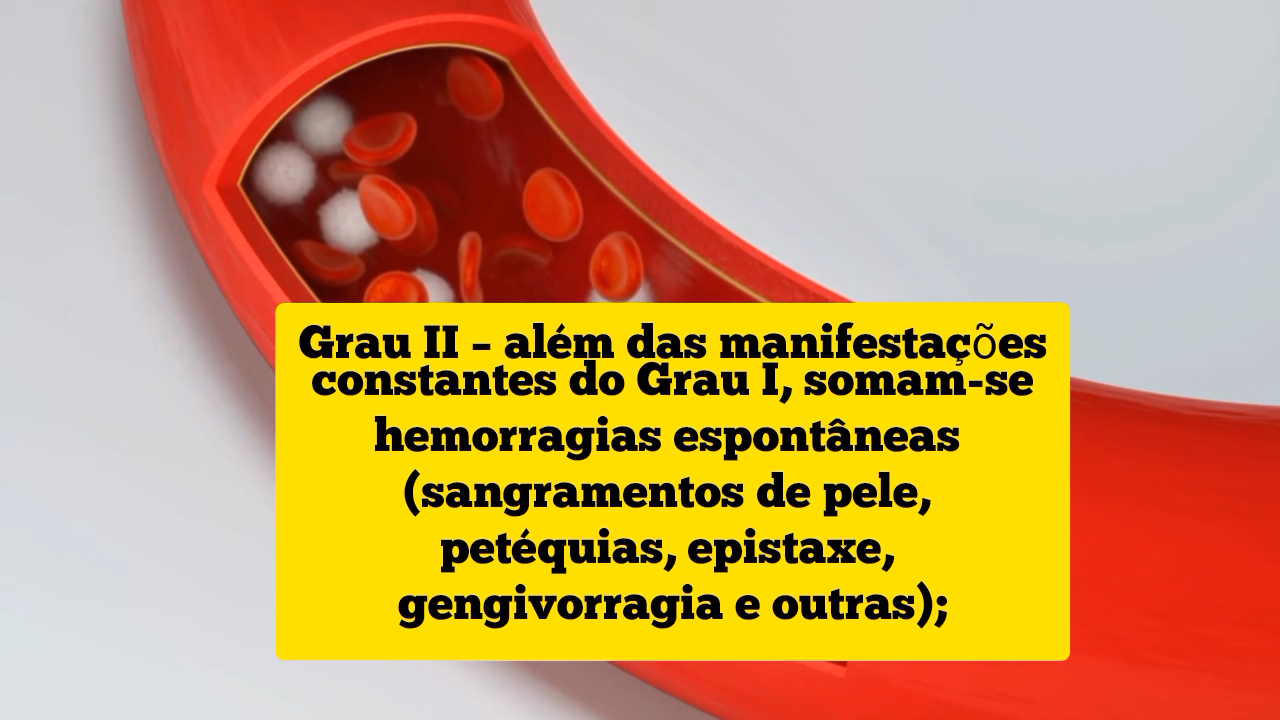 Grau II – além das manifestações
constantes do Grau I, somam-se
hemorragias espontâneas
(sangramentos de pele,
petéquias, epistaxe,
gengivorragia e outras);